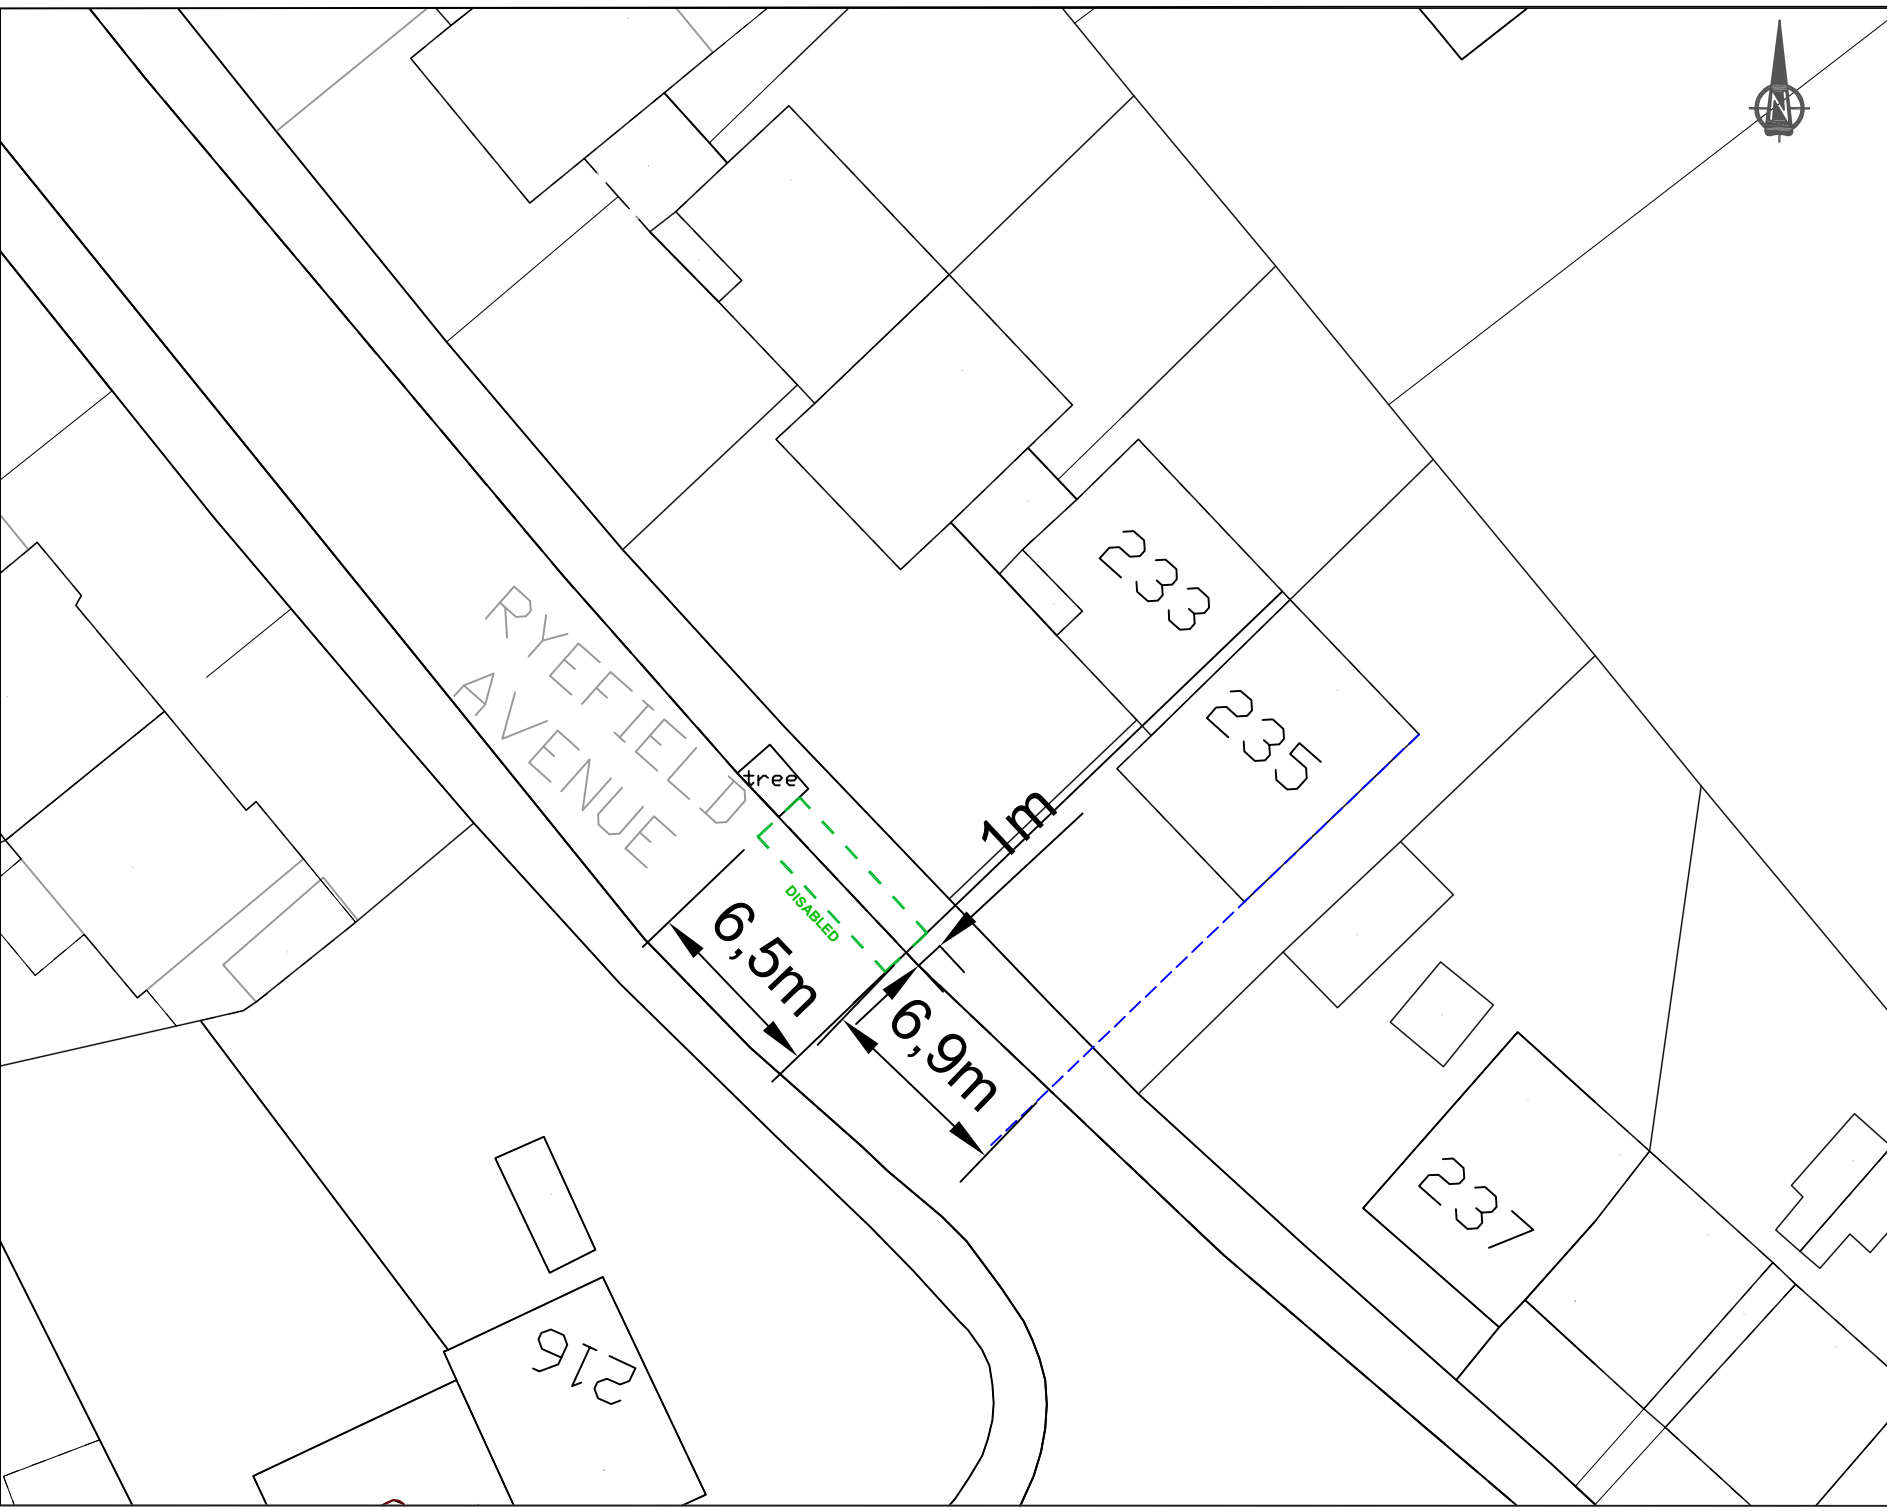 N
233
RYEFIELD
AVENUE
235
tree
1m
DISABLED
6,5m
6,9m
237
216